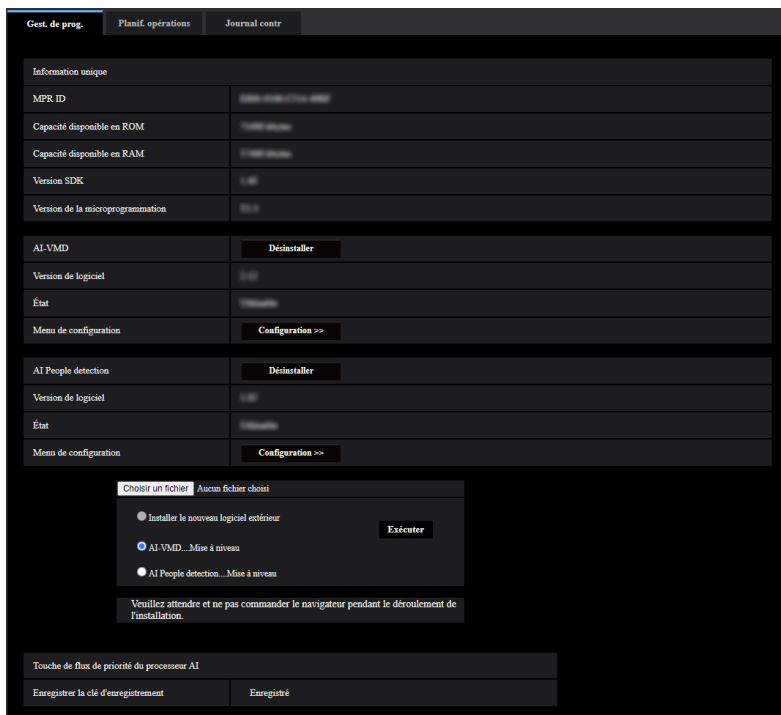 Gest. de prog. Planif. opérations Journal contr
Information unique
MPR ID
Capacité disponible en ROM
Capacité disponible en RAM
Version SDK
Version de la microprogrammation
AI-VMD Désinstaller
Version de logiciel
État
Menu de configuration Configuration >>
AI People detection Désinstaller
Version de logiciel
État
Menu de configuration Configuration >>
Choisir un fichier Aucun fichier choisi
Installer le nouveau logiciel extérieur
Exécuter
AI-VMD....Mise à niveau
AI People detection....Mise à niveau
Veuillez attendre et ne pas commander le navigateur pendant le déroulement de
l'installation.
Touche de flux de priorité du processeur AI
Enregistrer la clé d'enregistrement Enregistré